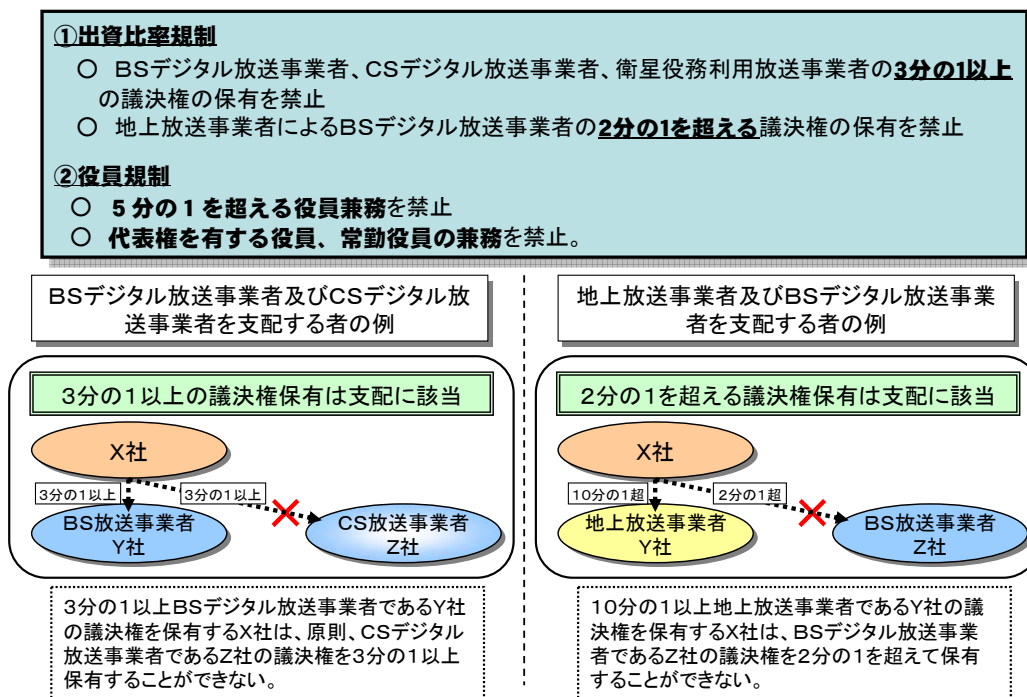 ①出資比率規制
○ BSデジタル放送事業者、CSデジタル放送事業者、衛星役務利用放送事業者の3分の1以上
の議決権の保有を禁止
○ 地上放送事業者によるBSデジタル放送事業者の2分の1を超える議決権の保有を禁止
②役員規制
○ 5分の1を超える役員兼務を禁止
○ 代表権を有する役員、常勤役員の兼務を禁止。
BSデジタル放送事業者及びCSデジタル放
送事業者を支配する者の例
3分の1以上の議決権保有は支配に該当
X社
3分の1以上
3分の1以上
BS放送事業者
Y社
CS放送事業者
Z社
3分の1以上BSデジタル放送事業者であるY社
の議決権を保有するX社は、原則、CSデジタル
放送事業者であるZ社の議決権を3分の1以上
保有することができない。
地上放送事業者及びBSデジタル放送事業
者を支配する者の例
2分の1を超える議決権保有は支配に該当
X社
10分の1超
2分の1超
地上放送事業者
Y社
BS放送事業者
Z社
10分の1以上地上放送事業者であるY社の議
決権を保有するX社は、BSデジタル放送事業
者であるZ社の議決権を2分の1を超えて保有
することができない。